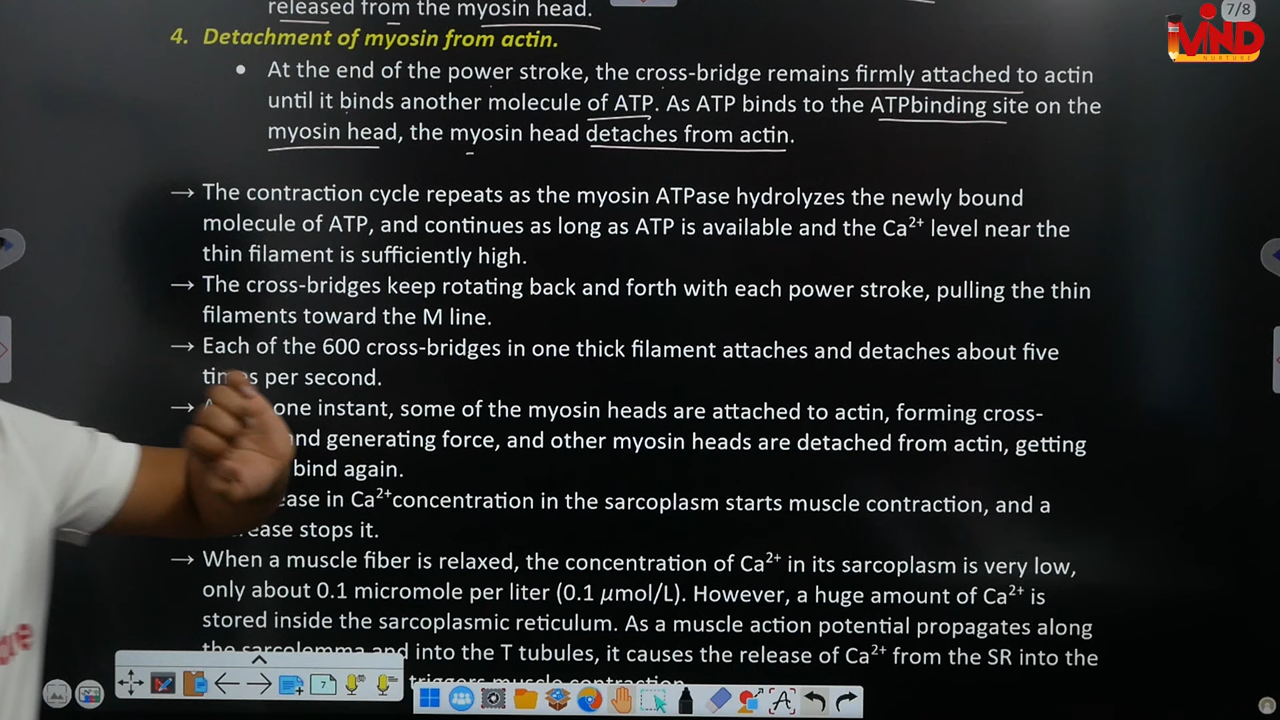 released from the myosin head.
7/8
MIND
NURTURE
4. Detachment of myosin from actin.
• At the end of the power stroke, the cross-bridge remains firmly attached to actin
until it binds another molecule of ATP. As ATP binds to the ATPbinding site on the
myosin head, the myosin head detaches from actin.
→ The contraction cycle repeats as the myosin ATPase hydrolyzes the newly bound
molecule of ATP, and continues as long as ATP is available and the Ca²⁺ level near the
thin filament is sufficiently high.
→ The cross-bridges keep rotating back and forth with each power stroke, pulling the thin
filaments toward the M line.
→ Each of the 600 cross-bridges in one thick filament attaches and detaches about five
times per second.
→ one instant, some of the myosin heads are attached to actin, forming cross-
and generating force, and other myosin heads are detached from actin, getting
bind again.
in Ca²⁺concentration in the sarcoplasm starts muscle contraction, and a
stops it.
→ When a muscle fiber is relaxed, the concentration of Ca²⁺ in its sarcoplasm is very low,
only about 0.1 micromole per liter (0.1 μmol/L). However, a huge amount of Ca²⁺ is
stored inside the sarcoplasmic reticulum. As a muscle action potential propagates along
the sarcolemma and into the T tubules, it causes the release of Ca²⁺ from the SR into the
triggers muscle contraction
7